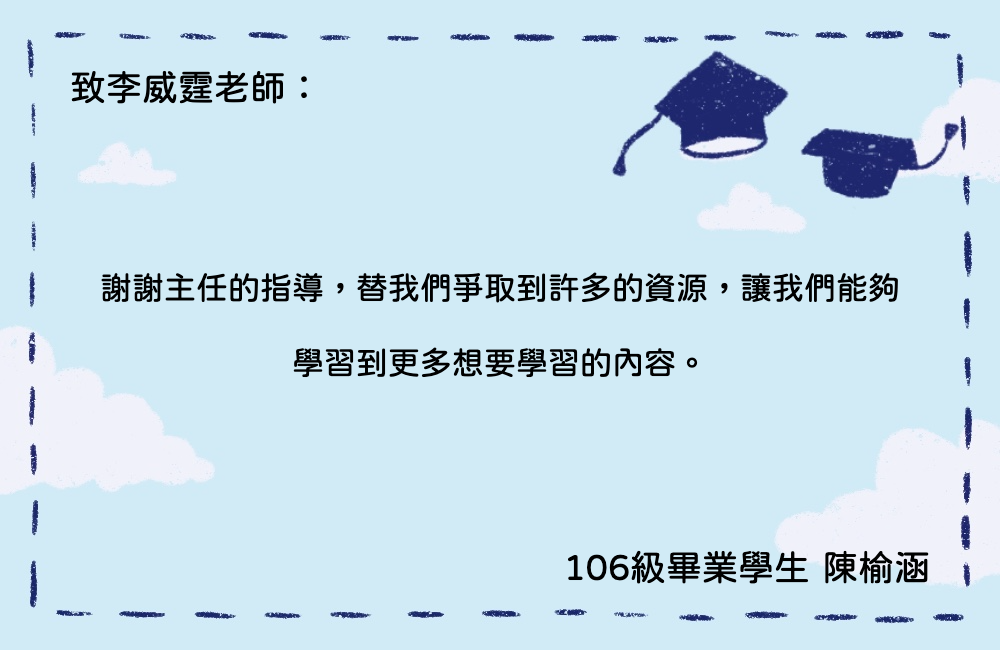 致李威霆老師：
謝謝主任的指導，替我們爭取到許多的資源，讓我們能夠
學習到更多想要學習的內容。
106級畢業學生 陳榆涵